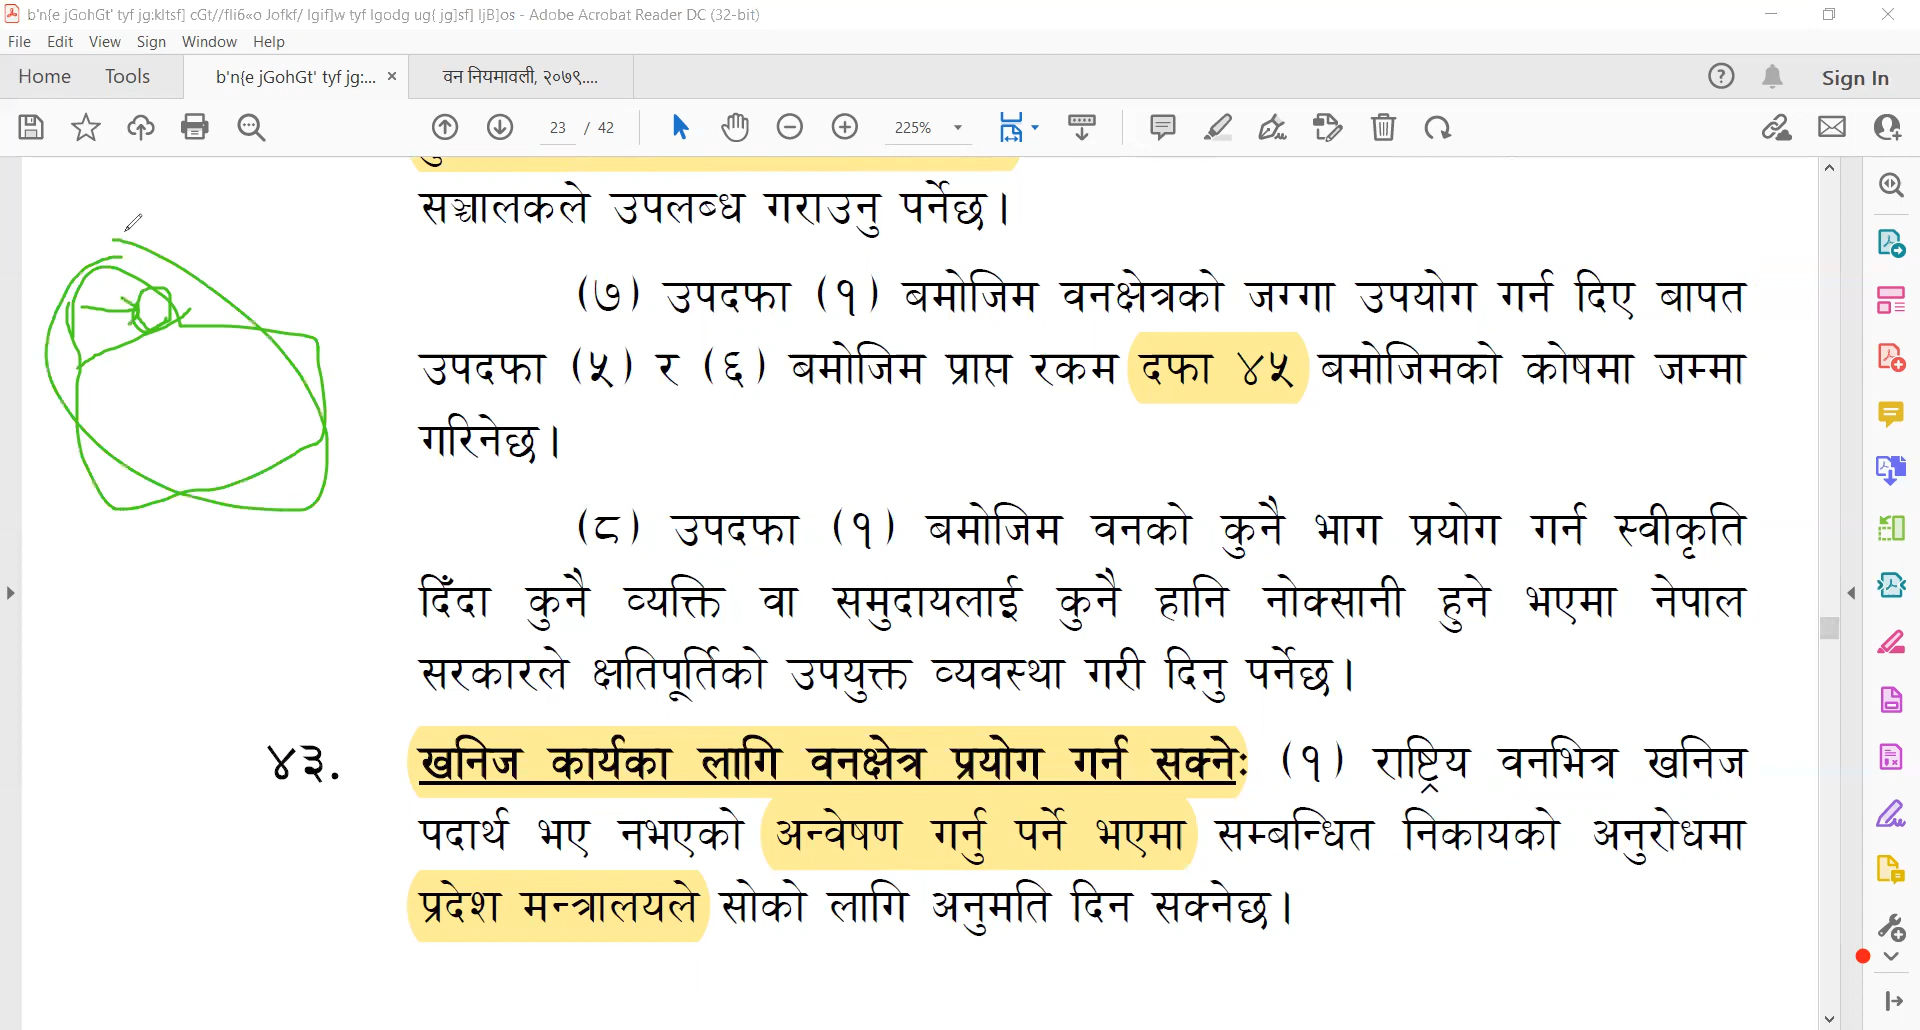 b'n{e jGohGt' tyf jg:kltsf] cGt//fli6«o Jofkf/ lgif]w tyf lgodg ug{ jg]sf] ljB]os - Adobe Acrobat Reader DC (32-bit)
File Edit View Sign Window Help
Home Tools b'n{e jGohGt' tyf jg:... × वन नियमावली, २०७९.... Sign In
23 / 42 225%
सञ्चालकले उपलब्ध गराउनु पर्नेछ।
(७) उपदफा (१) बमोजिम वनक्षेत्रको जग्गा उपयोग गर्न दिए बापत
उपदफा (५) र (६) बमोजिम प्राप्त रकम दफा ४५ बमोजिमको कोषमा जम्मा
गरिनेछ।
(८) उपदफा (१) बमोजिम वनको कुनै भाग प्रयोग गर्न स्वीकृति
दिँदा कुनै व्यक्ति वा समुदायलाई कुनै हानि नोक्सानी हुने भएमा नेपाल
सरकारले क्षतिपूर्तिको उपयुक्त व्यवस्था गरी दिनु पर्नेछ।
४३. खनिज कार्यका लागि वनक्षेत्र प्रयोग गर्न सक्नेः (१) राष्ट्रिय वनभित्र खनिज
पदार्थ भए नभएको अन्वेषण गर्नु पर्ने भएमा सम्बन्धित निकायको अनुरोधमा
प्रदेश मन्त्रालयले सोको लागि अनुमति दिन सक्नेछ।